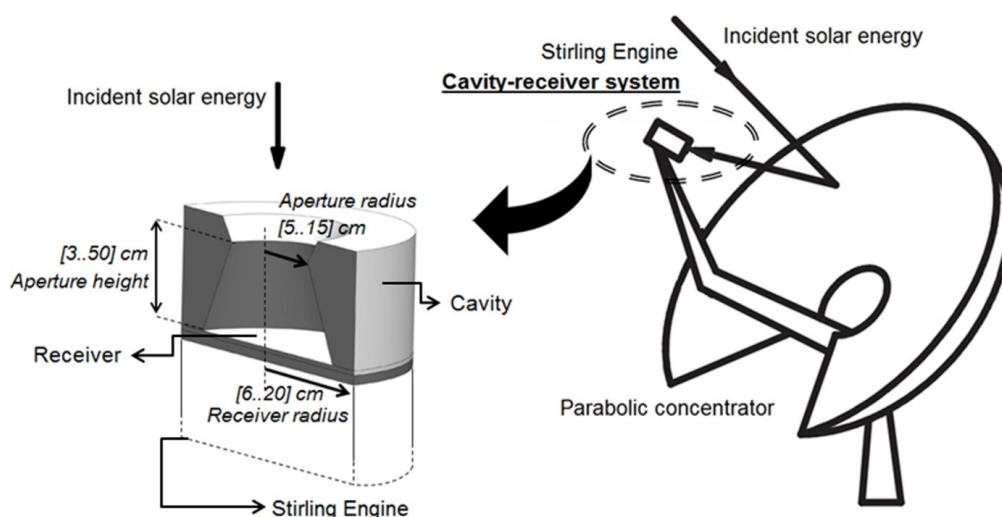 Stirling Engine
Cavity-receiver system
Incident solar energy
Incident solar energy
Aperture radius
[5..15] cm
[3..50] cm
Aperture height
Cavity
Receiver
[6..20] cm
Receiver radius
Parabolic concentrator
Stirling Engine